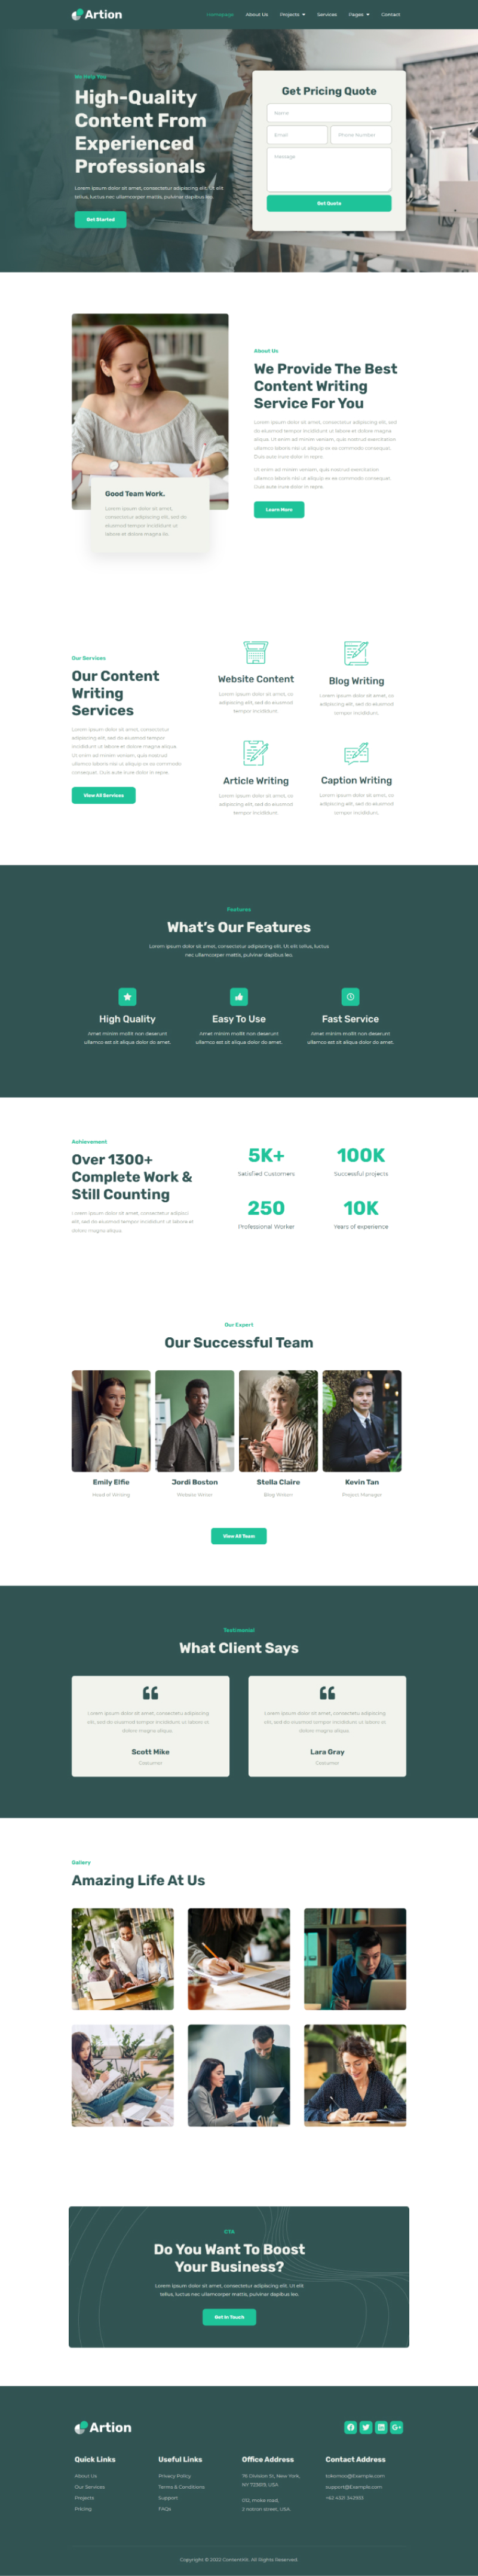 Artion
Homepage About Us Projects Services Pages Contact
We Help You
High-Quality
Content From
Experienced
Professionals
Lorem ipsum dolor sit amet, consectetur adipiscing elit. Ut elit
tellus, luctus nec ullamcorper mattis, pulvinar dapibus leo.
Get Started
Get Pricing Quote
Name
Email Phone Number
Message
Get Quote
About Us
We Provide The Best
Content Writing
Service For You
Lorem ipsum dolor sit amet, consectetur adipiscing elit, sed
do eiusmod tempor incididunt ut labore et dolore magna
aliqua. Ut enim ad minim veniam, quis nostrud exercitation
ullamco laboris nisi ut aliquip ex ea commodo consequat.
Duis aute irure dolor in repre.
Ut enim ad minim veniam, quis nostrud exercitation
ullamco laboris nisi ut aliquip ex ea commodo consequat.
Duis aute irure dolor in repre.
Learn More
Good Team Work.
Lorem ipsum dolor sit amet,
consectetur adipiscing elit, sed do
eiusmod tempor incididunt ut
labore et dolore magna lie.
Our Services
Our Content
Writing
Services
Lorem ipsum dolor sit amet, consectetur
adipiscing elit, sed do eiusmod tempor
incididunt ut labore et dolore magna aliqua.
Ut enim ad minim veniam, quis nostrud
ullamco laboris nisi ut aliquip ex ea commodo
consequat. Duis aute irure dolor in repre.
View All Services
Website Content
Lorem ipsum dolor sit amet, co
adipiscing elit, sed do eiusmod
tempor incididunt.
Blog Writing
Lorem ipsum dolor sit amet, co
adipiscing elit, sed do eiusmod
tempor incididunt.
Article Writing
Lorem ipsum dolor sit amet, co
adipiscing elit, sed do eiusmod
tempor incididunt.
Caption Writing
Lorem ipsum dolor sit amet, co
adipiscing elit, sed do eiusmod
tempor incididunt.
Features
What's Our Features
Lorem ipsum dolor sit amet, consectetur adipiscing elit. Ut elit tellus, luctus
nec ullamcorper mattis, pulvinar dapibus leo.
High Quality
Amet minim mollit non deserunt
ullamco est sit aliqua dolor do amet.
Easy To Use
Amet minim mollit non deserunt
ullamco est sit aliqua dolor do amet.
Fast Service
Amet minim mollit non deserunt
ullamco est sit aliqua dolor do amet.
Achievement
Over 1300+
Complete Work &
Still Counting
Lorem ipsum dolor sit amet, consectetur adipisci
elit, sed do eiusmod tempor incididunt ut labore et
dolore magna aliqua.
5K+
Satisfied Customers
100K
Successful projects
250
Professional Worker
10K
Years of experience
Our Expert
Our Successful Team
Emily Elfie
Head of Writing
Jordi Boston
Website Writer
Stella Claire
Blog Writers
Kevin Tan
Project Manager
View All Team
Testimonial
What Client Says
Lorem ipsum dolor sit amet, consectetu adipiscing
elit, sed do eiusmod tempor incididunt ut labore et
dolore magna aliqua.
Scott Mike
Costumer
Lorem ipsum dolor sit amet, consectetu adipiscing
elit, sed do eiusmod tempor incididunt ut labore et
dolore magna aliqua.
Lara Gray
Costumer
Gallery
Amazing Life At Us
CTA
Do You Want To Boost
Your Business?
Lorem ipsum dolor sit amet, consectetur adipiscing elit. Ut elit
tellus, luctus nec ullamcorper mattis, pulvinar dapibus leo.
Get In Touch
Artion
Quick Links
About Us
Our Services
Projects
Pricing
Useful Links
Privacy Policy
Terms & Conditions
Support
FAQs
Office Address
Contact Address
support@Example.com
Copyright © 2022 ContentKit. All Rights Reserved.